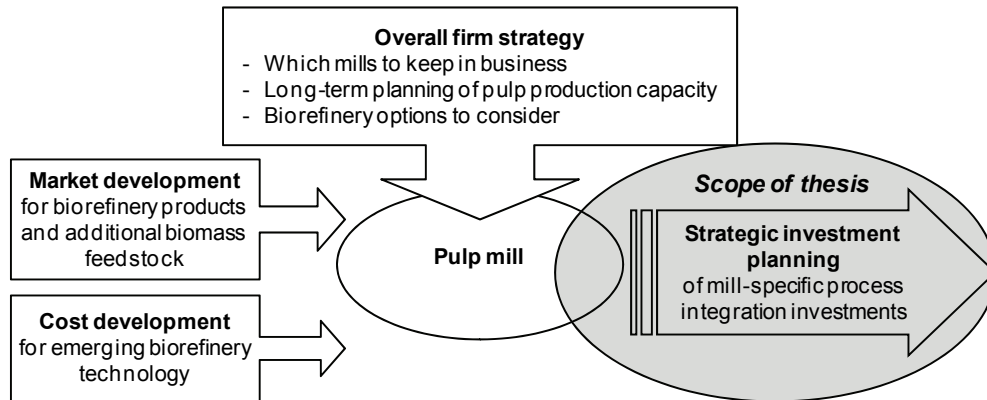 Overall firm strategy
- Which mills to keep in business
- Long-term planning of pulp production capacity
- Biorefinery options to consider
Market development
for biorefinery products
and additional biomass
feedstock
Cost development
for emerging biorefinery
technology
Pulp mill
Scope of thesis
Strategic investment
planning
of mill-specific process
integration investments